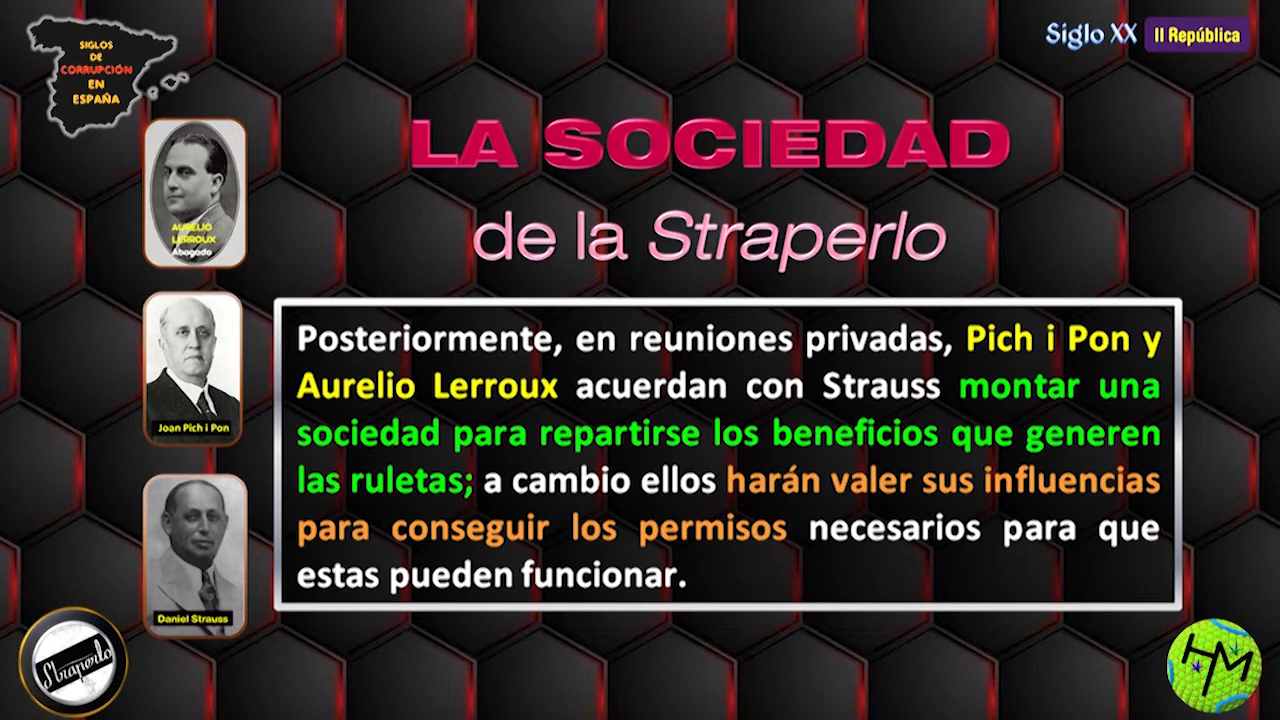 SIGLOS
DE
CORRUPCIÓN
EN
ESPAÑA
Siglo XX
II República
LA SOCIEDAD
de la Straperlo
AURELIO
LERROUX
Abogado
Joan Pich i Pon
Daniel Strauss
Posteriormente, en reuniones privadas, Pich i Pon y
Aurelio Lerroux acuerdan con Strauss montar una
sociedad para repartirse los beneficios que generen
las ruletas; a cambio ellos harán valer sus influencias
para conseguir los permisos necesarios para que
estas pueden funcionar.
Straperlo
HM